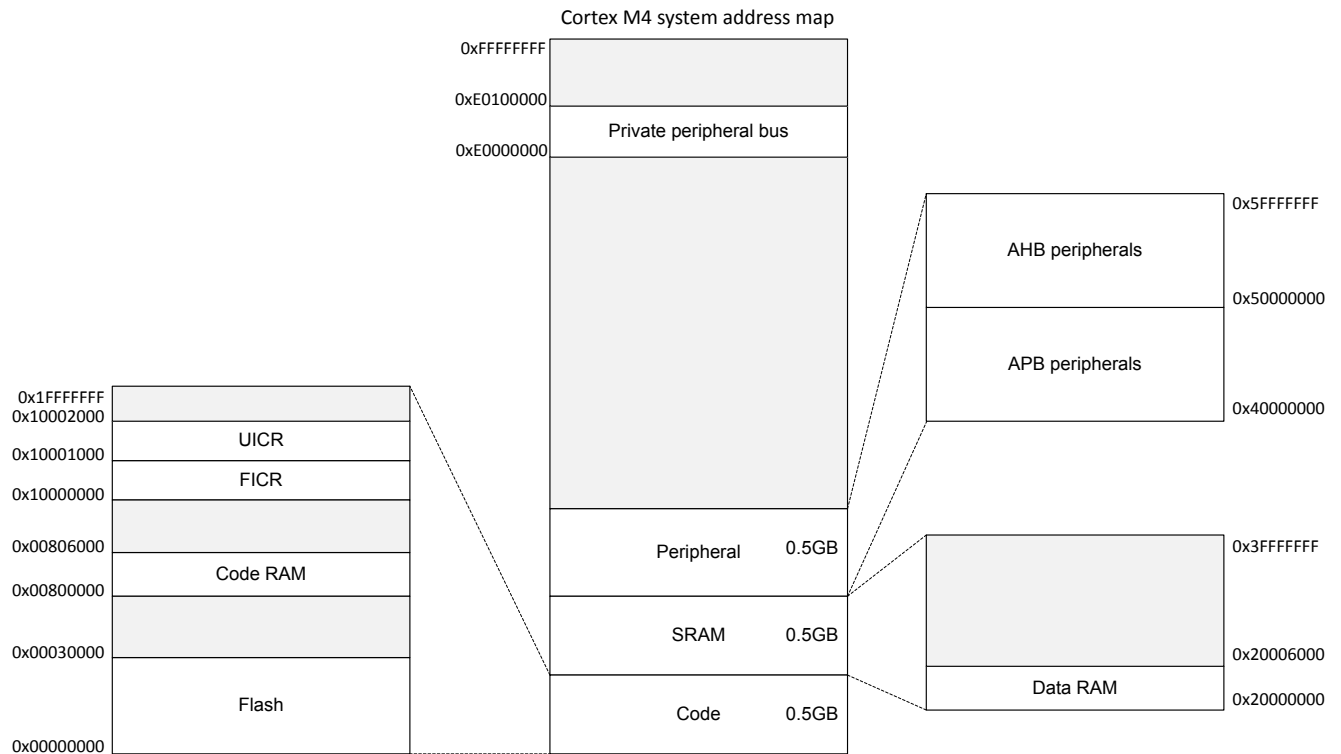 Cortex M4 system address map
0xFFFFFFFF
0xE0100000
Private peripheral bus
0xE0000000
0x5FFFFFFF
AHB peripherals
0x50000000
APB peripherals
0x40000000
0x1FFFFFFF
0x10002000
UICR
0x10001000
FICR
0x10000000
0x00806000
Code RAM
0x00800000
0x00030000
Flash
0x00000000
Peripheral 0.5GB
SRAM 0.5GB
Code 0.5GB
0x3FFFFFFF
0x20006000
Data RAM
0x20000000